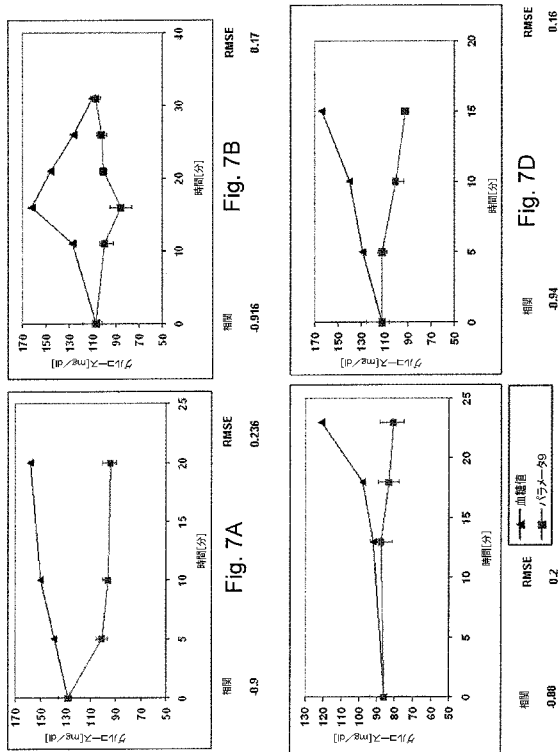 170
150
130
110
90
70
50
グルコース[mg/dl]
0
5
10
15
20
25
時間[分]
Fig. 7A
相関
RMSE
-0.9
0.236
170
150
130
110
90
70
50
グルコース[mg/dl]
0
10
20
30
40
時間[分]
Fig. 7B
相関
RMSE
-0.916
0.17
130
120
110
100
90
80
70
60
50
グルコース[mg/dl]
0
5
10
15
20
25
時間[分]
相関
RMSE
-0.88
0.2
血糖値
パラメータ9
170
150
130
110
90
70
50
グルコース[mg/dl]
0
5
10
15
20
時間[分]
Fig. 7D
相関
RMSE
-0.94
0.16